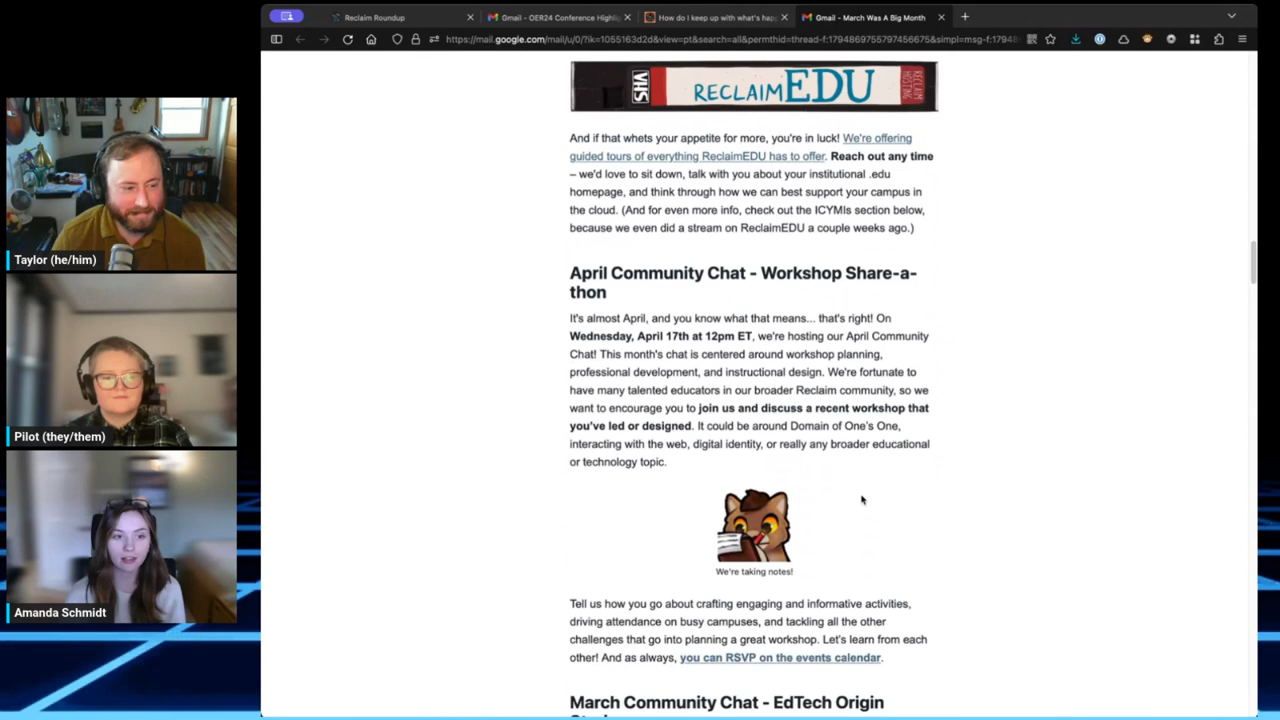 Reclaim Roundup
Gmail - OER24 Conference Highli
How do I keep up with what's hap
Gmail - March Was A Big Month
https://mail.google.com/mail/u/0/?ik=1055163d2d&view=pt&search=all&permthid=thread-f:1794869755797456675&simpl=msg-f:17948
VHS
RECLAIMEDU
RECLAIM HOSTING
And if that whets your appetite for more, you're in luck! We're offering
guided tours of everything ReclaimEDU has to offer. Reach out any time
– we'd love to sit down, talk with you about your institutional .edu
homepage, and think through how we can best support your campus in
the cloud. (And for even more info, check out the ICYMIs section below,
because we even did a stream on ReclaimEDU a couple weeks ago.)
April Community Chat - Workshop Share-a-
thon
It's almost April, and you know what that means... that's right! On
Wednesday, April 17th at 12pm ET, we're hosting our April Community
Chat! This month's chat is centered around workshop planning,
professional development, and instructional design. We're fortunate to
have many talented educators in our broader Reclaim community, so we
want to encourage you to join us and discuss a recent workshop that
you've led or designed. It could be around Domain of One's One,
interacting with the web, digital identity, or really any broader educational
or technology topic.
We're taking notes!
Tell us how you go about crafting engaging and informative activities,
driving attendance on busy campuses, and tackling all the other
challenges that go into planning a great workshop. Let's learn from each
other! And as always, you can RSVP on the events calendar.
March Community Chat - EdTech Origin
Taylor (he/him)
Pilot (they/them)
Amanda Schmidt